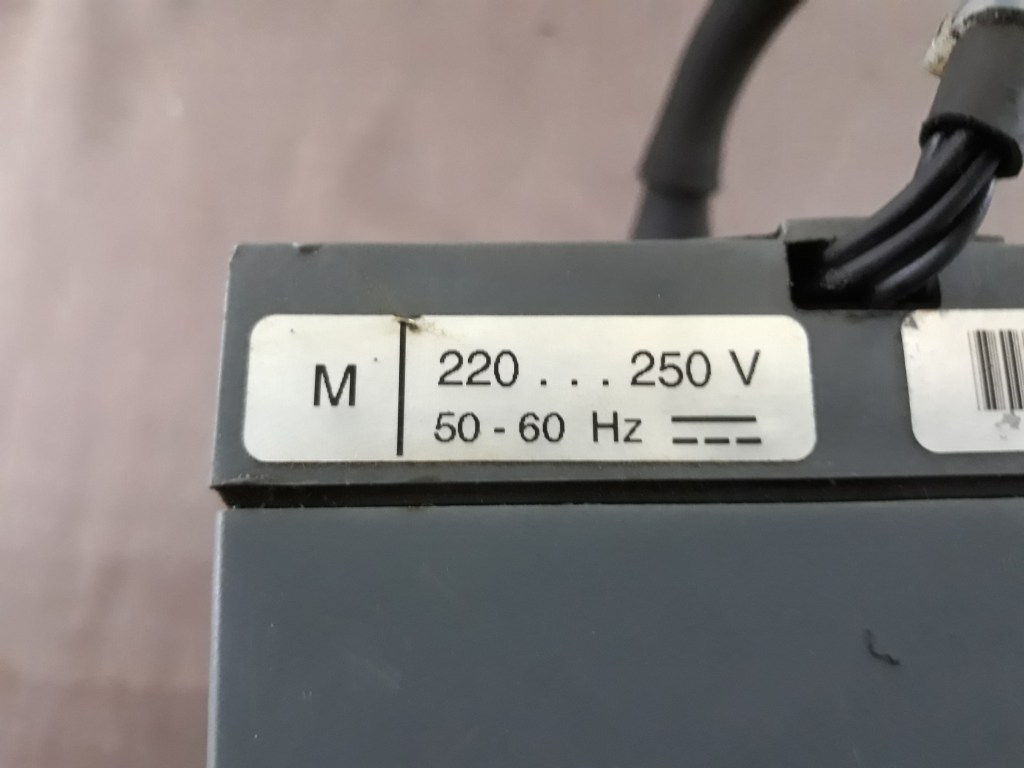 M
220 . . . 250 V
50 - 60 Hz ⎓